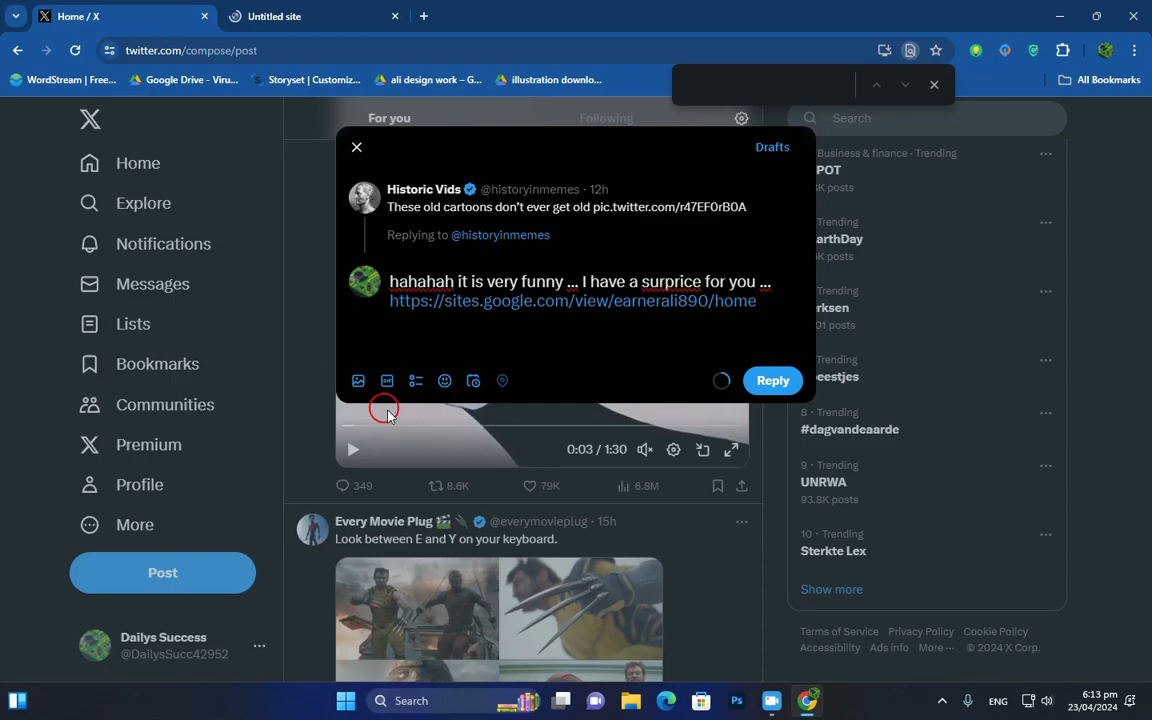 Home / X
Untitled site
twitter.com/compose/post
WordStream | Free...
Google Drive - Viru...
Storyset | Customiz...
ali design work – G...
illustration downlo...
All Bookmarks
For you
Following
Search
Home
Explore
Notifications
Messages
Lists
Bookmarks
Communities
Premium
Profile
More
Post
Dailys Success
@DailysSucc42952
Drafts
Historic Vids @historyinmemes · 12h
These old cartoons don't ever get old pic.twitter.com/r47EF0rB0A
Replying to @historyinmemes
hahahah it is very funny ... I have a surprise for you ...
https://sites.google.com/view/earnerali890/home
GIF
Reply
0:03 / 1:30
349
8.6K
79K
6.8M
Every Movie Plug @everymovieplug · 15h
Look between E and Y on your keyboard.
Business & finance · Trending
POT
K posts
Trending
arthDay
K posts
Trending
erksen
01 posts
Trending
eestjes
8 · Trending
#dagvandeaarde
9 · Trending
UNRWA
93.8K posts
10 · Trending
Sterkte Lex
Show more
Terms of Service Privacy Policy Cookie Policy
Accessibility Ads info More ··· © 2024 X Corp.
Search
Ps
ENG
6:13 pm
23/04/2024